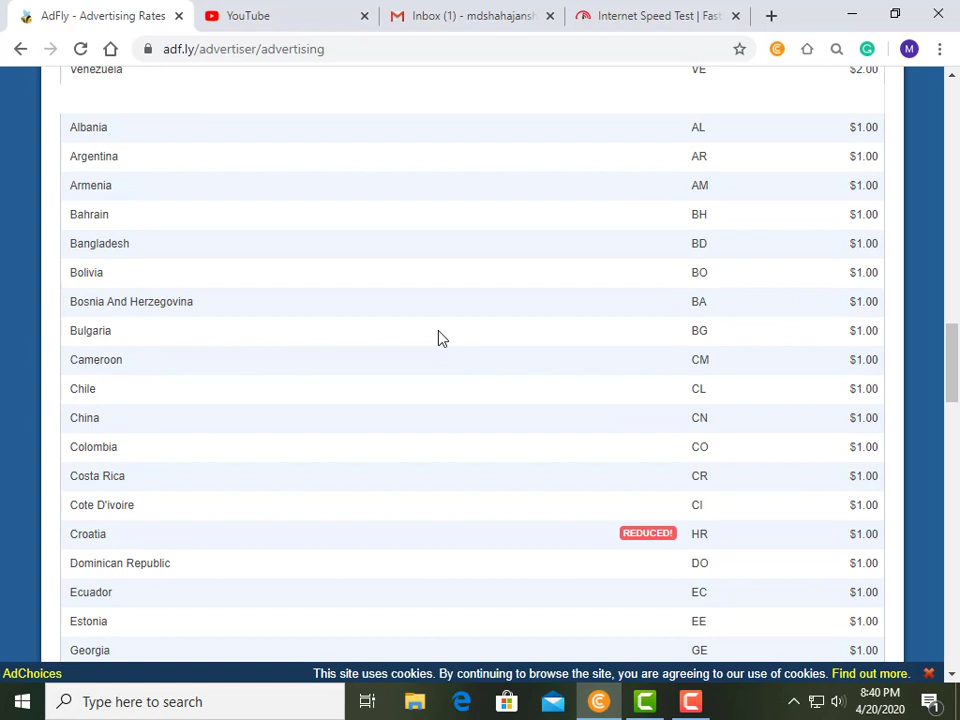 AdFly - Advertising Rates
YouTube
Inbox (1) - mdshahajansh
Internet Speed Test | Fast
adf.ly/advertiser/advertising
M
Venezuela VE $2.00
Albania AL $1.00
Argentina AR $1.00
Armenia AM $1.00
Bahrain BH $1.00
Bangladesh BD $1.00
Bolivia BO $1.00
Bosnia And Herzegovina BA $1.00
Bulgaria BG $1.00
Cameroon CM $1.00
Chile CL $1.00
China CN $1.00
Colombia CO $1.00
Costa Rica CR $1.00
Cote D'ivoire CI $1.00
Croatia REDUCED! HR $1.00
Dominican Republic DO $1.00
Ecuador EC $1.00
Estonia EE $1.00
Georgia GE $1.00
AdChoices This site uses cookies. By continuing to browse the site, you are agreeing to our use of cookies. Find out more.
Type here to search
8:40 PM
4/20/2020
1